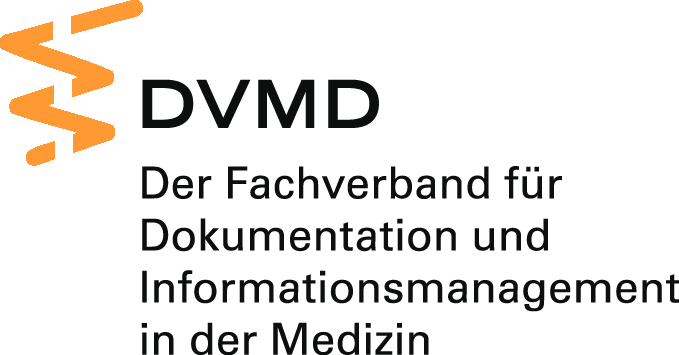 DVMD
Der Fachverband für
Dokumentation und
Informationsmanagement
in der Medizin